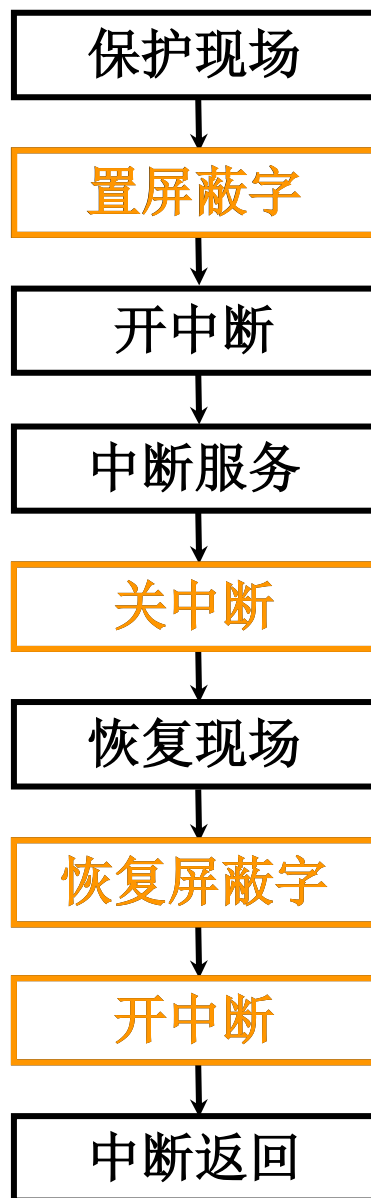 保护现场
置屏蔽字
开中断
中断服务
关中断
恢复现场
恢复屏蔽字
开中断
中断返回